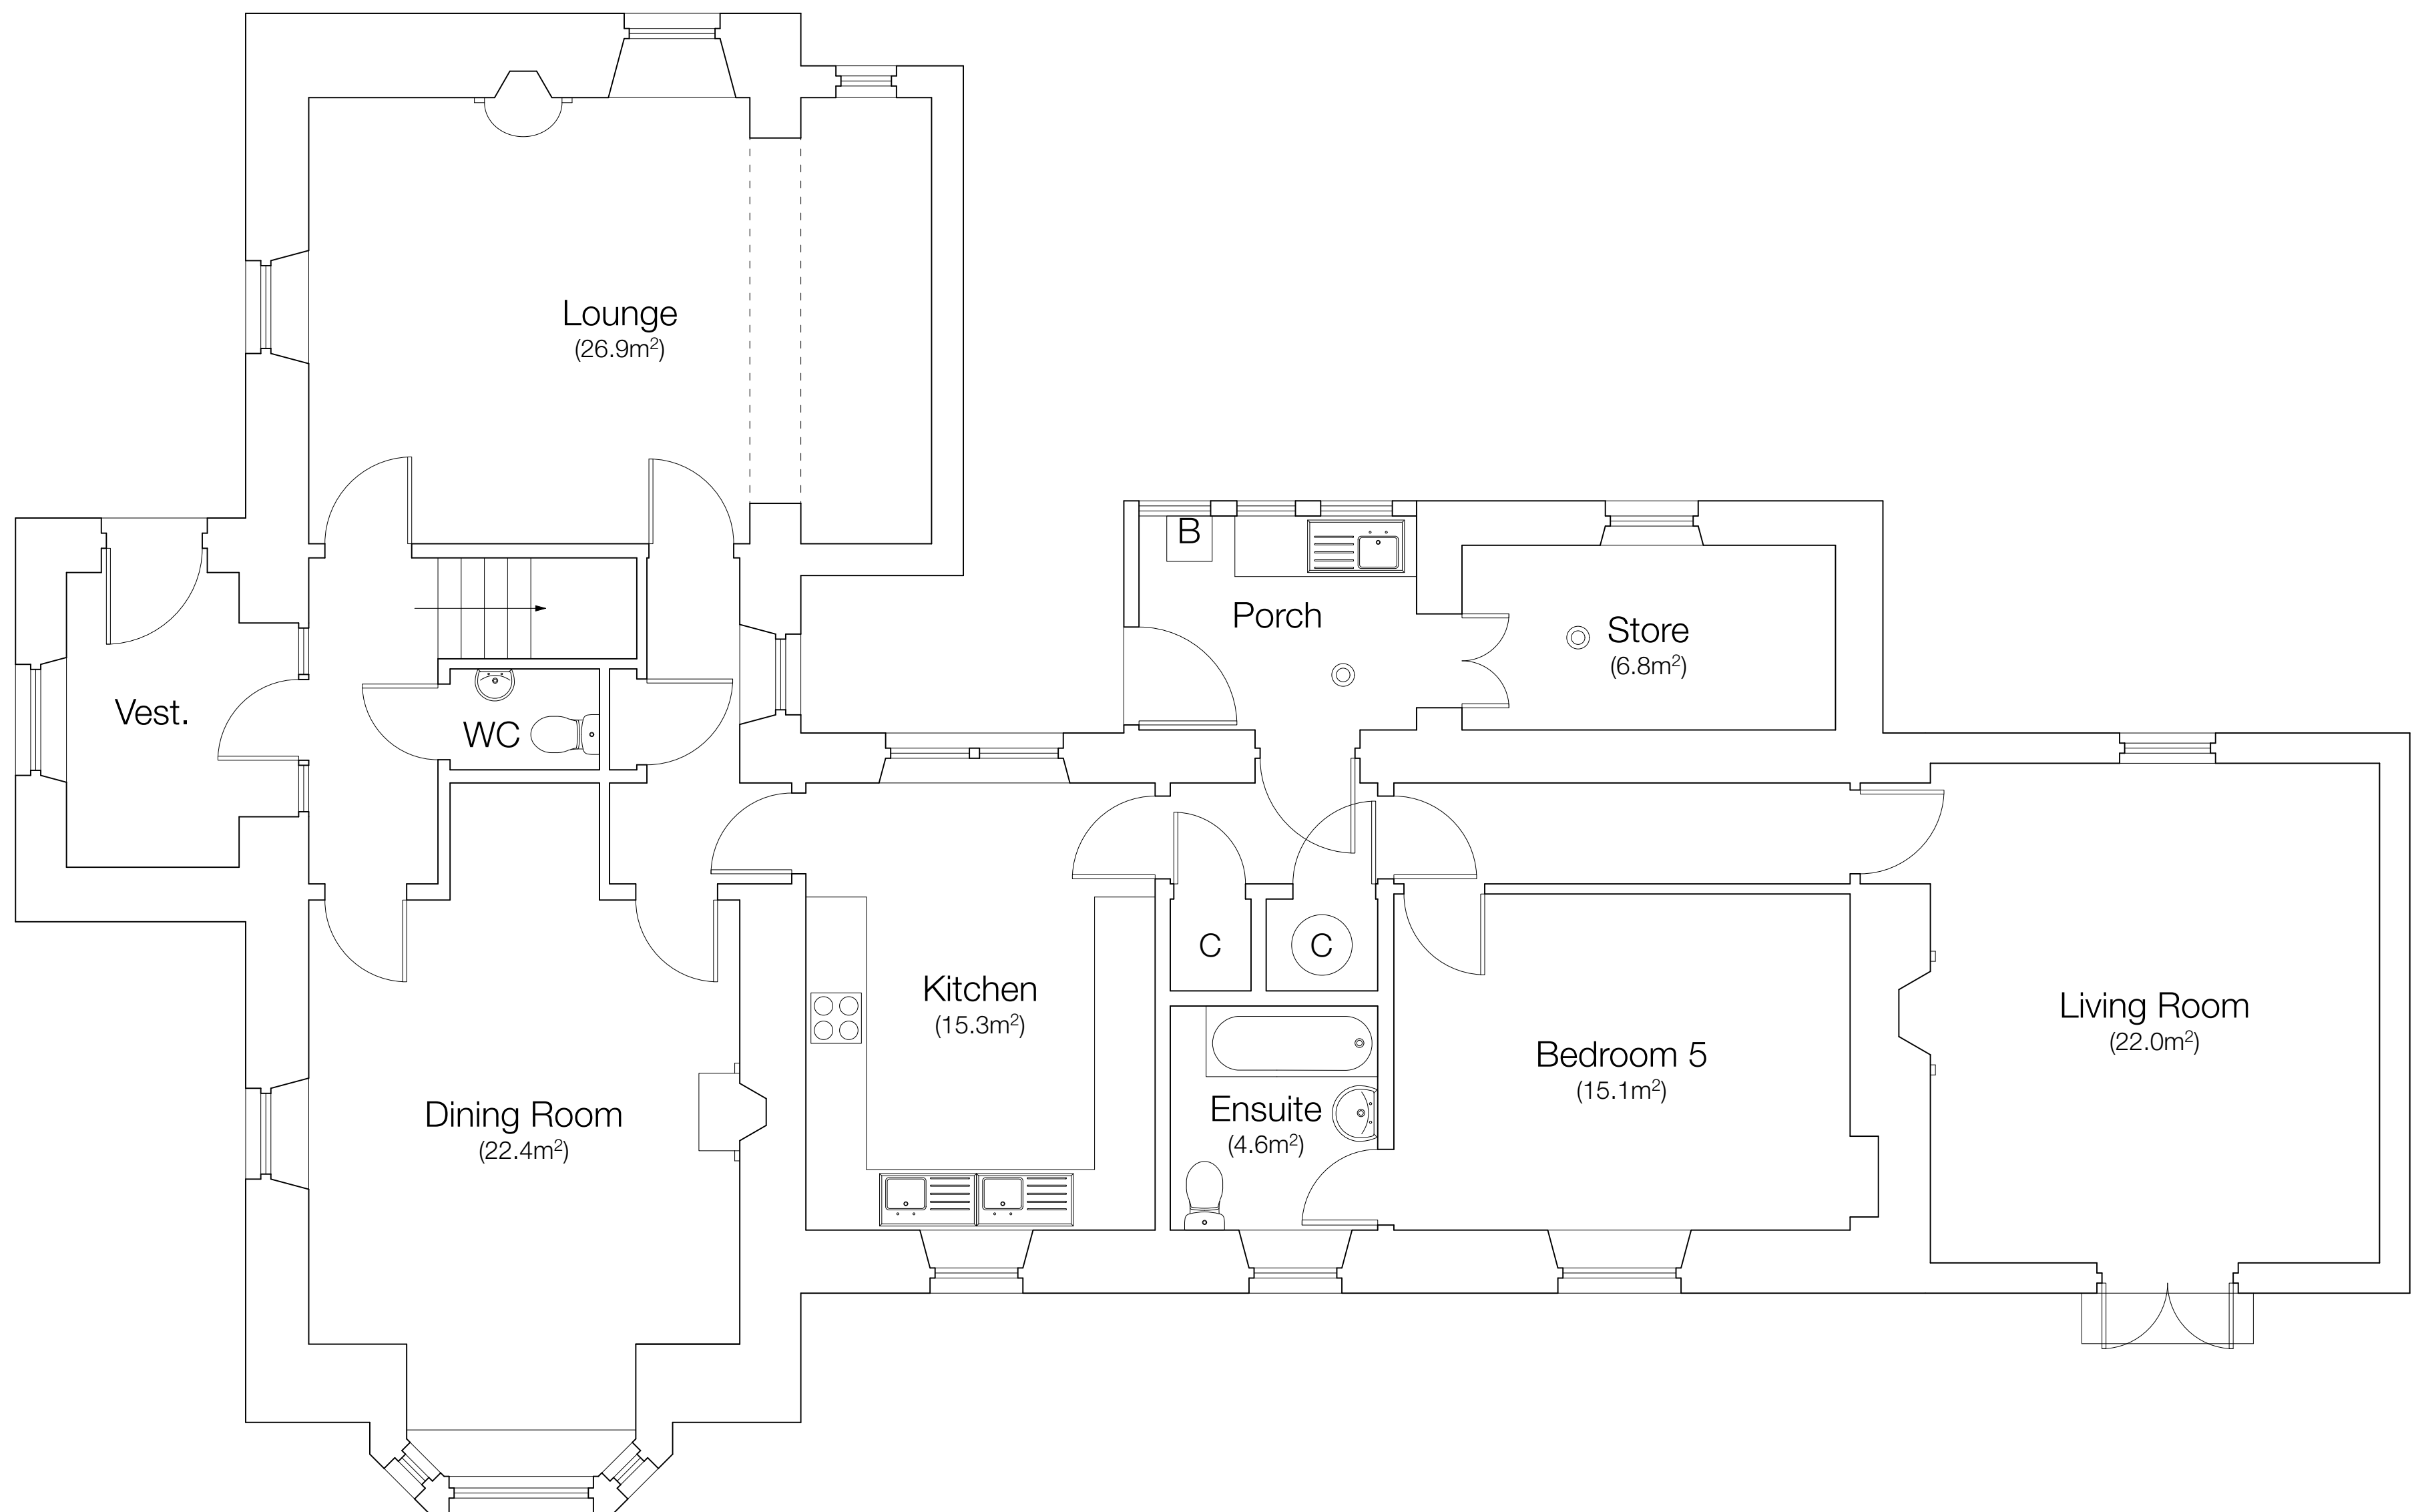 Lounge
(26.9m²)
B
Porch
Store
(6.8m²)
Vest.
WC
C
C
Kitchen
(15.3m²)
Living Room
(22.0m²)
Bedroom 5
(15.1m²)
Dining Room
(22.4m²)
Ensuite
(4.6m²)